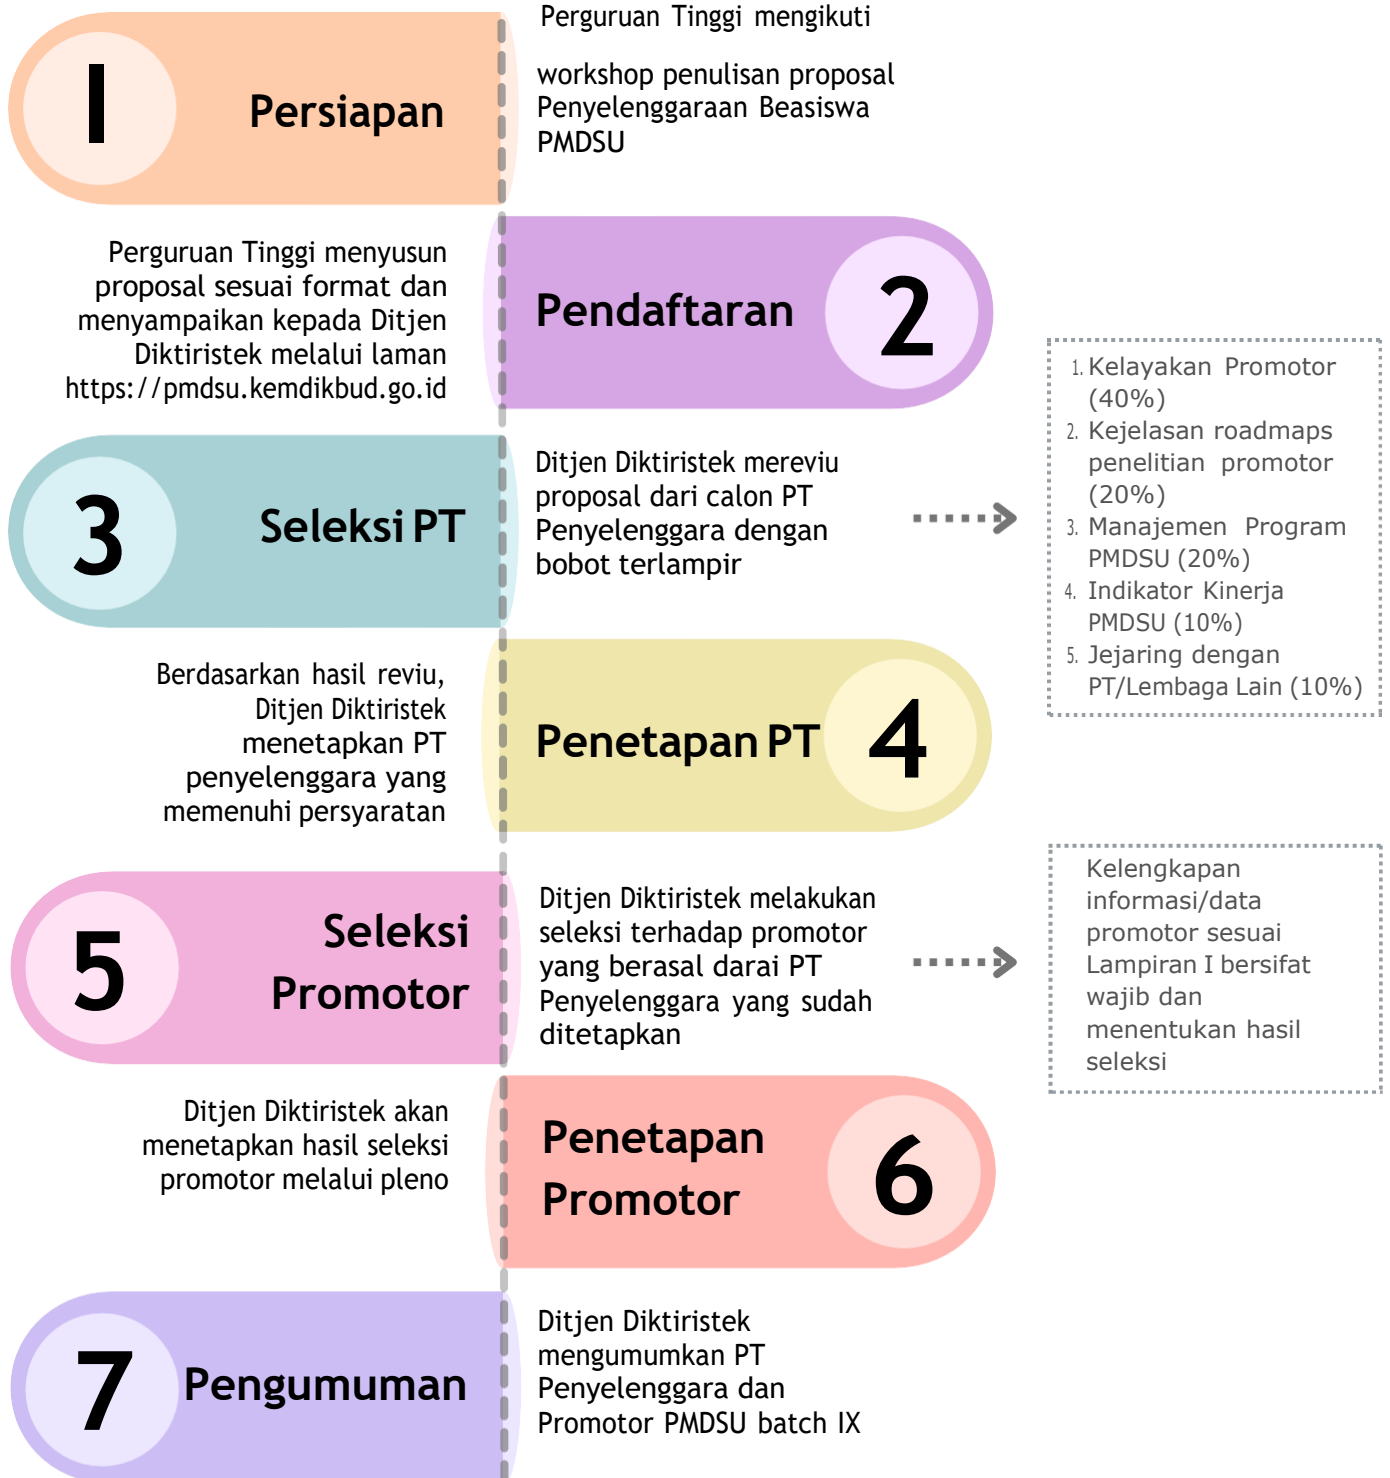 1
Persiapan
Perguruan Tinggi mengikuti
workshop penulisan proposal
Penyelenggaraan Beasiswa
PMDSU
Perguruan Tinggi menyusun
proposal sesuai format dan
menyampaikan kepada Ditjen
Diktiristek melalui laman
https://pmdsu.kemdikbud.go.id
Pendaftaran
2
3
Seleksi PT
Ditjen Diktiristek mereviu
proposal dari calon PT
Penyelenggara dengan
bobot terlampir
1. Kelayakan Promotor
(40%)
2. Kejelasan roadmaps
penelitian promotor
(20%)
3. Manajemen Program
PMDSU (20%)
4. Indikator Kinerja
PMDSU (10%)
5. Jejaring dengan
PT/Lembaga Lain (10%)
Berdasarkan hasil reviu,
Ditjen Diktiristek
menetapkan PT
penyelenggara yang
memenuhi persyaratan
Penetapan PT
4
5
Seleksi
Promotor
Ditjen Diktiristek melakukan
seleksi terhadap promotor
yang berasal darai PT
Penyelenggara yang sudah
ditetapkan
Kelengkapan
informasi/data
promotor sesuai
Lampiran I bersifat
wajib dan
menentukan hasil
seleksi
Ditjen Diktiristek akan
menetapkan hasil seleksi
promotor melalui pleno
Penetapan
Promotor
6
7
Pengumuman
Ditjen Diktiristek
mengumumkan PT
Penyelenggara dan
Promotor PMDSU batch IX